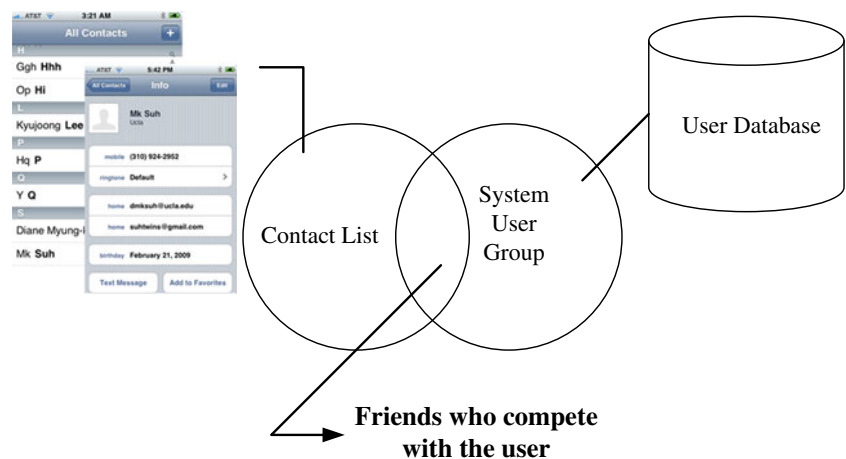 AT&T 3:21 AM
All Contacts +
H
Ggh Hhh
Op Hi
L
Kyujoong Lee
P
Hq P
Q
Y Q
S
Diane Myung-
Mk Suh
AT&T 5:42 PM
All Contacts Info Edit
Mk Suh
Ucla
mobile (310) 924-2952
ringtone Default >
home dmksuh@ucla.edu
home suhtwins@gmail.com
birthday February 21, 2009
Text Message Add to Favorites
Contact List
System
User
Group
User Database
Friends who compete
with the user